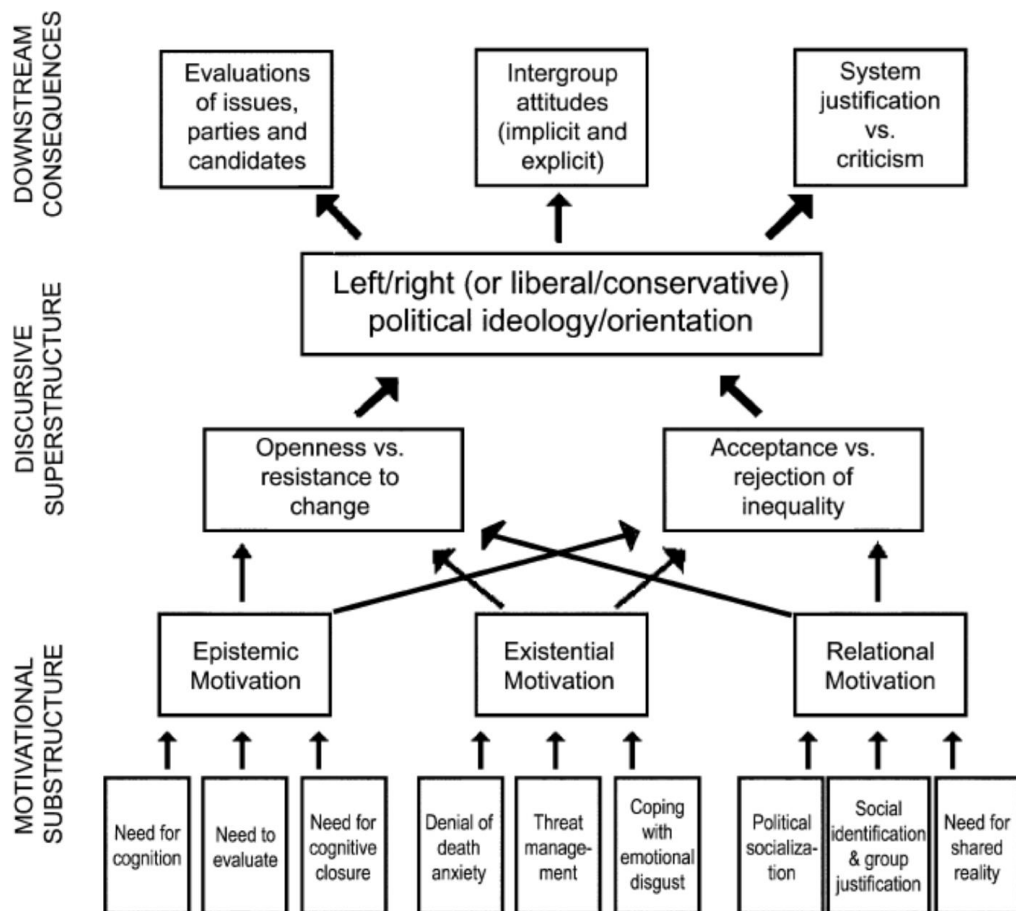 DOWNSTREAM
CONSEQUENCES
Evaluations
of issues,
parties and
candidates
Intergroup
attitudes
(implicit and
explicit)
System
justification
vs.
criticism
DISCURSIVE
SUPERSTRUCTURE
Left/right (or liberal/conservative)
political ideology/orientation
Openness vs.
resistance to
change
Acceptance vs.
rejection of
inequality
MOTIVATIONAL
SUBSTRUCTURE
Epistemic
Motivation
Existential
Motivation
Relational
Motivation
Need for
cognition
Need to
evaluate
Need for
cognitive
closure
Denial of
death
anxiety
Threat
manage-
ment
Coping
with
emotional
disgust
Political
socializa-
tion
Social
identification
& group
justification
Need for
shared
reality